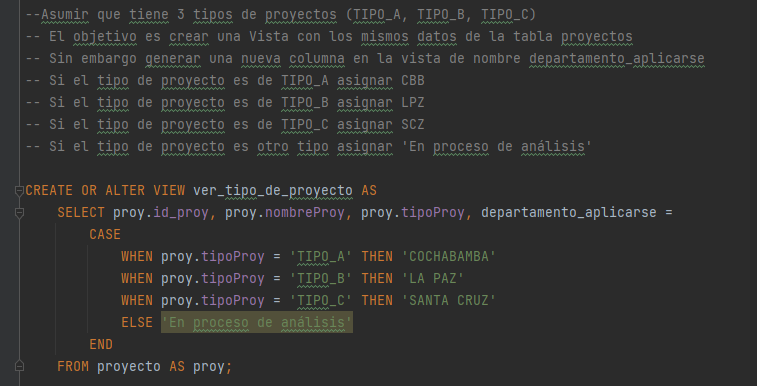 --Asumir que tiene 3 tipos de proyectos (TIPO_A, TIPO_B, TIPO_C)
-- El objetivo es crear una Vista con los mismos datos de la tabla proyectos
-- Sin embargo generar una nueva columna en la vista de nombre departamento_aplicarse
-- Si el tipo de proyecto es de TIPO_A asignar CBB
-- Si el tipo de proyecto es de TIPO_B asignar LPZ
-- Si el tipo de proyecto es de TIPO_C asignar SCZ
-- Si el tipo de proyecto es otro tipo asignar 'En proceso de análisis'
CREATE OR ALTER VIEW ver_tipo_de_proyecto AS
SELECT proy.id_proy, proy.nombreProy, proy.tipoProy, departamento_aplicarse =
CASE
WHEN proy.tipoProy = 'TIPO_A' THEN 'COCHABAMBA'
WHEN proy.tipoProy = 'TIPO_B' THEN 'LA PAZ'
WHEN proy.tipoProy = 'TIPO_C' THEN 'SANTA CRUZ'
ELSE 'En proceso de análisis'
END
FROM proyecto AS proy;